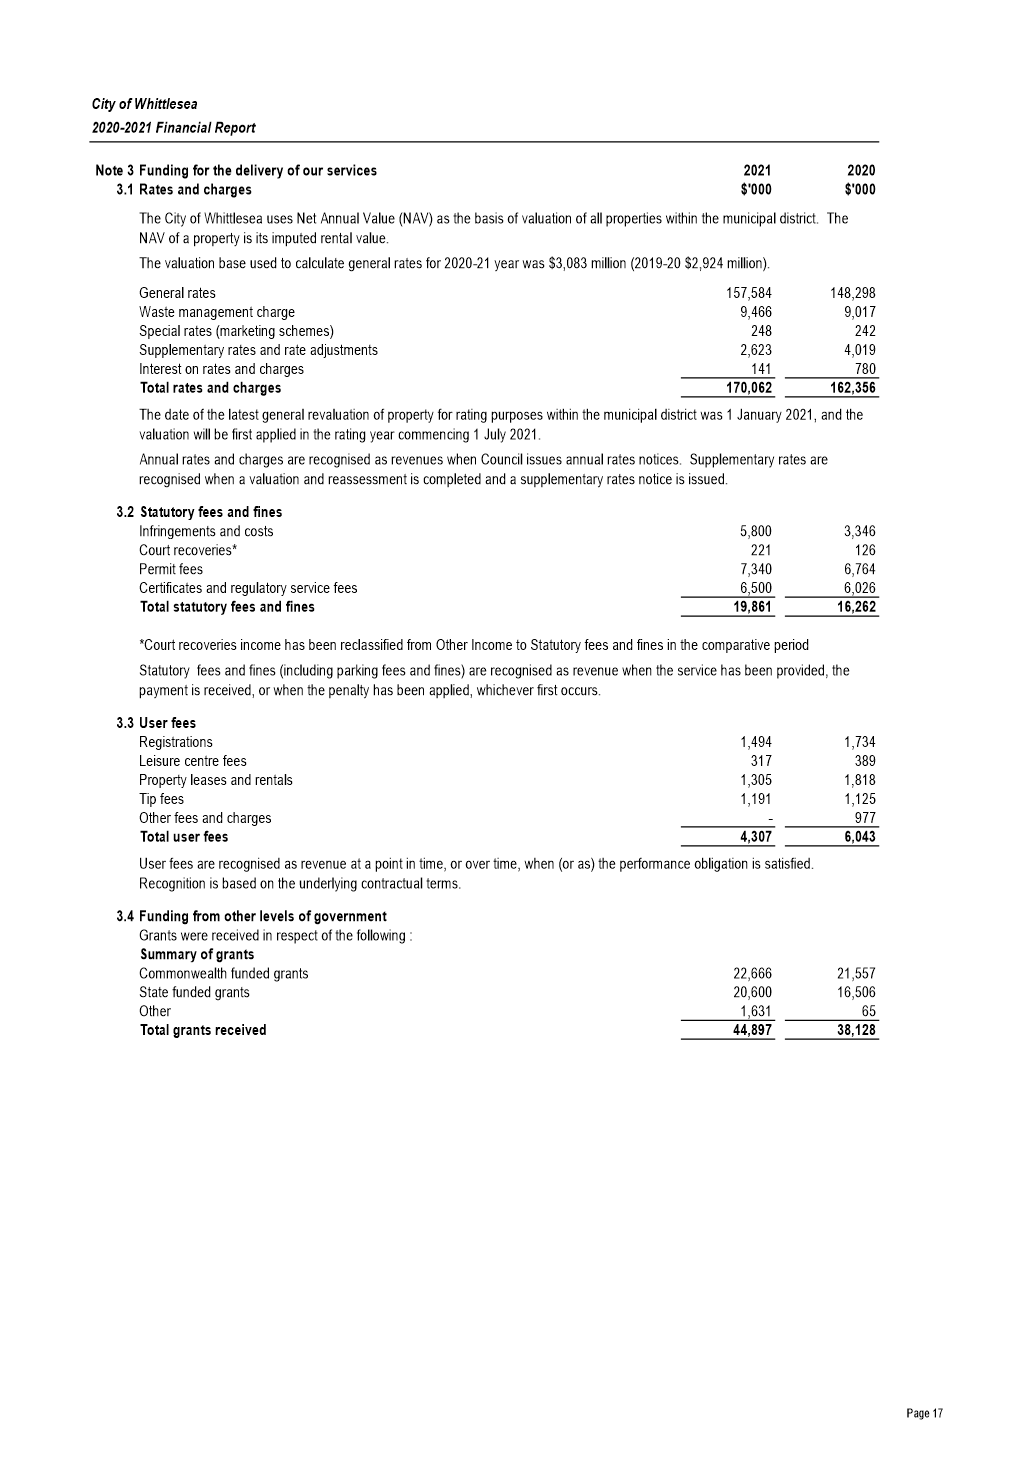 City of Whittlesea
2020-2021 Financial Report
Note 3 Funding for the delivery of our services 2021 2020
3.1 Rates and charges $'000 $'000
The City of Whittlesea uses Net Annual Value (NAV) as the basis of valuation of all properties within the municipal district. The
NAV of a property is its imputed rental value.
The valuation base used to calculate general rates for 2020-21 year was $3,083 million (2019-20 $2,924 million).
General rates 157,584 148,298
Waste management charge 9,466 9,017
Special rates (marketing schemes) 248 242
Supplementary rates and rate adjustments 2,623 4,019
Interest on rates and charges 141 780
Total rates and charges 170,062 162,356
The date of the latest general revaluation of property for rating purposes within the municipal district was 1 January 2021, and the
valuation will be first applied in the rating year commencing 1 July 2021.
Annual rates and charges are recognised as revenues when Council issues annual rates notices. Supplementary rates are
recognised when a valuation and reassessment is completed and a supplementary rates notice is issued.
3.2 Statutory fees and fines
Infringements and costs 5,800 3,346
Court recoveries* 221 126
Permit fees 7,340 6,764
Certificates and regulatory service fees 6,500 6,026
Total statutory fees and fines 19,861 16,262
*Court recoveries income has been reclassified from Other Income to Statutory fees and fines in the comparative period
Statutory fees and fines (including parking fees and fines) are recognised as revenue when the service has been provided, the
payment is received, or when the penalty has been applied, whichever first occurs.
3.3 User fees
Registrations 1,494 1,734
Leisure centre fees 317 389
Property leases and rentals 1,305 1,818
Tip fees 1,191 1,125
Other fees and charges - 977
Total user fees 4,307 6,043
User fees are recognised as revenue at a point in time, or over time, when (or as) the performance obligation is satisfied.
Recognition is based on the underlying contractual terms.
3.4 Funding from other levels of government
Grants were received in respect of the following :
Summary of grants
Commonwealth funded grants 22,666 21,557
State funded grants 20,600 16,506
Other 1,631 65
Total grants received 44,897 38,128
Page 17